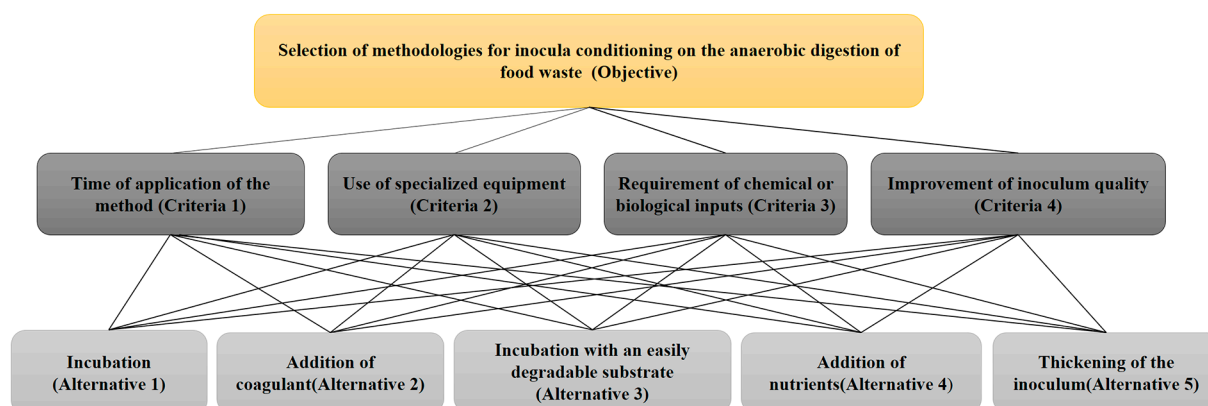 Selection of methodologies for inocula conditioning on the anaerobic digestion of
food waste (Objective)
Time of application of the
method (Criteria 1)
Use of specialized equipment
(Criteria 2)
Requirement of chemical or
biological inputs (Criteria 3)
Improvement of inoculum quality
(Criteria 4)
Incubation
(Alternative 1)
Addition of
coagulant(Alternative 2)
Incubation with an easily
degradable substrate
(Alternative 3)
Addition of
nutrients(Alternative 4)
Thickening of the
inoculum(Alternative 5)